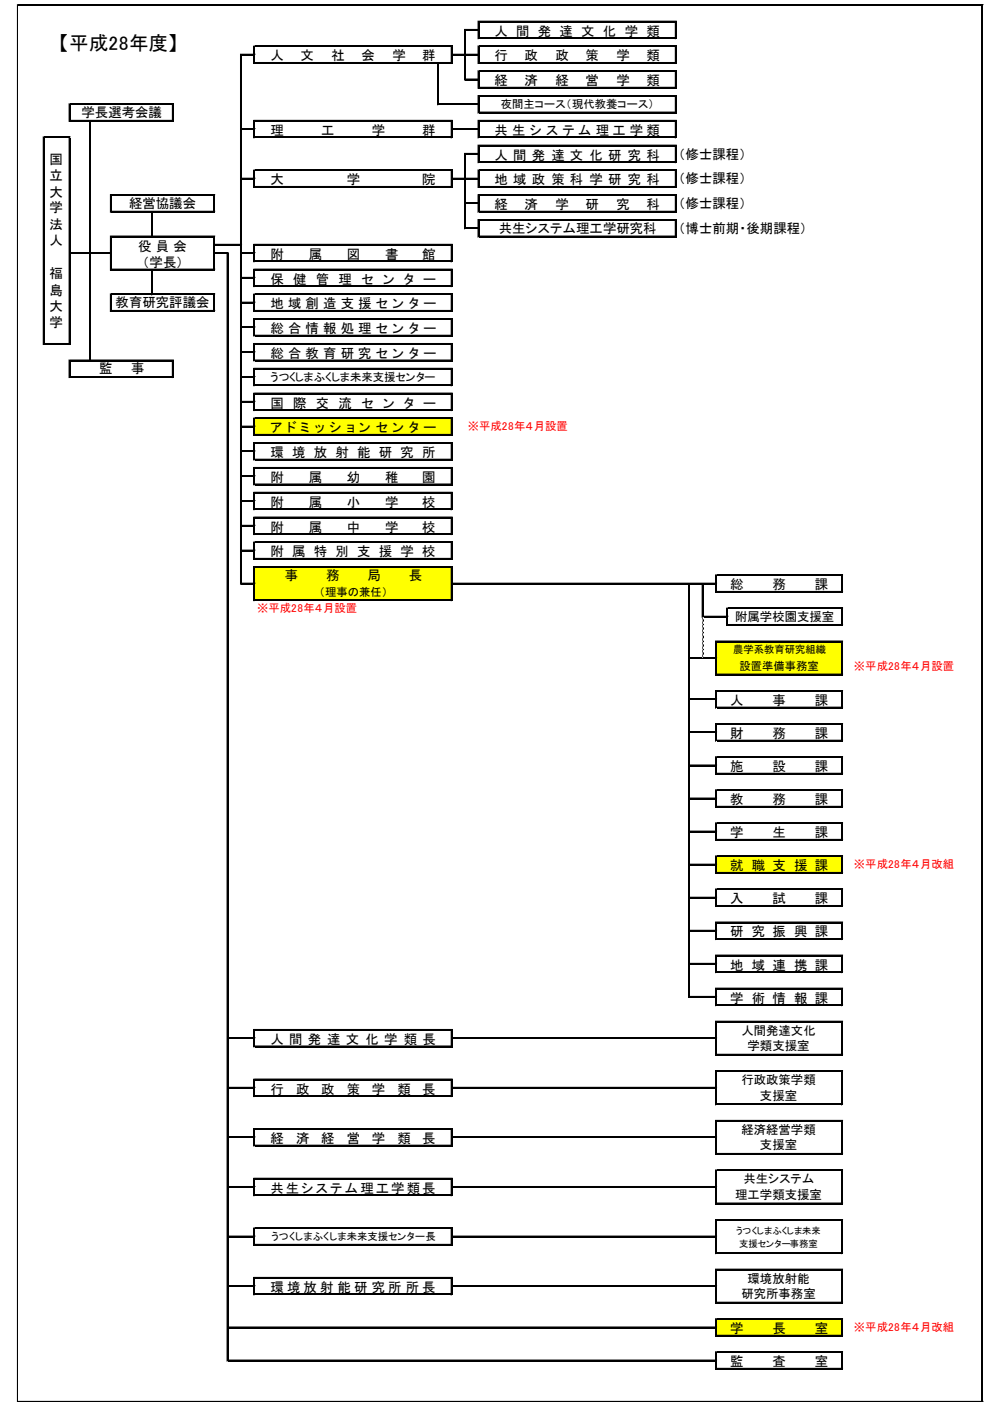 【平成28年度】
学長選考会議
国立大学法人　福島大学
経営協議会
役員会
(学長)
教育研究評議会
監事
人文社会学群
人間発達文化学類
行政政策学類
経済経営学類
夜間主コース(現代教養コース)
理工学群
共生システム理工学類
大学院
人間発達文化研究科 (修士課程)
地域政策科学研究科 (修士課程)
経済学研究科 (修士課程)
共生システム理工学研究科 (博士前期・後期課程)
附属図書館
保健管理センター
地域創造支援センター
総合情報処理センター
総合教育研究センター
うつくしまふくしま未来支援センター
国際交流センター
アドミッションセンター ※平成28年4月設置
環境放射能研究所
附属幼稚園
附属小学校
附属中学校
附属特別支援学校
事務局長
(理事の兼任)
※平成28年4月設置
総務課
附属学校園支援室
農学系教育研究組織
設置準備事務室 ※平成28年4月設置
人事課
財務課
施設課
教務課
学生課
就職支援課 ※平成28年4月改組
入試課
研究振興課
地域連携課
学術情報課
人間発達文化学類長
人間発達文化
学類支援室
行政政策学類長
行政政策学類
支援室
経済経営学類長
経済経営学類
支援室
共生システム理工学類長
共生システム
理工学類支援室
うつくしまふくしま未来支援センター長
うつくしまふくしま未来
支援センター事務室
環境放射能研究所所長
環境放射能
研究所事務室
学長室 ※平成28年4月改組
監査室